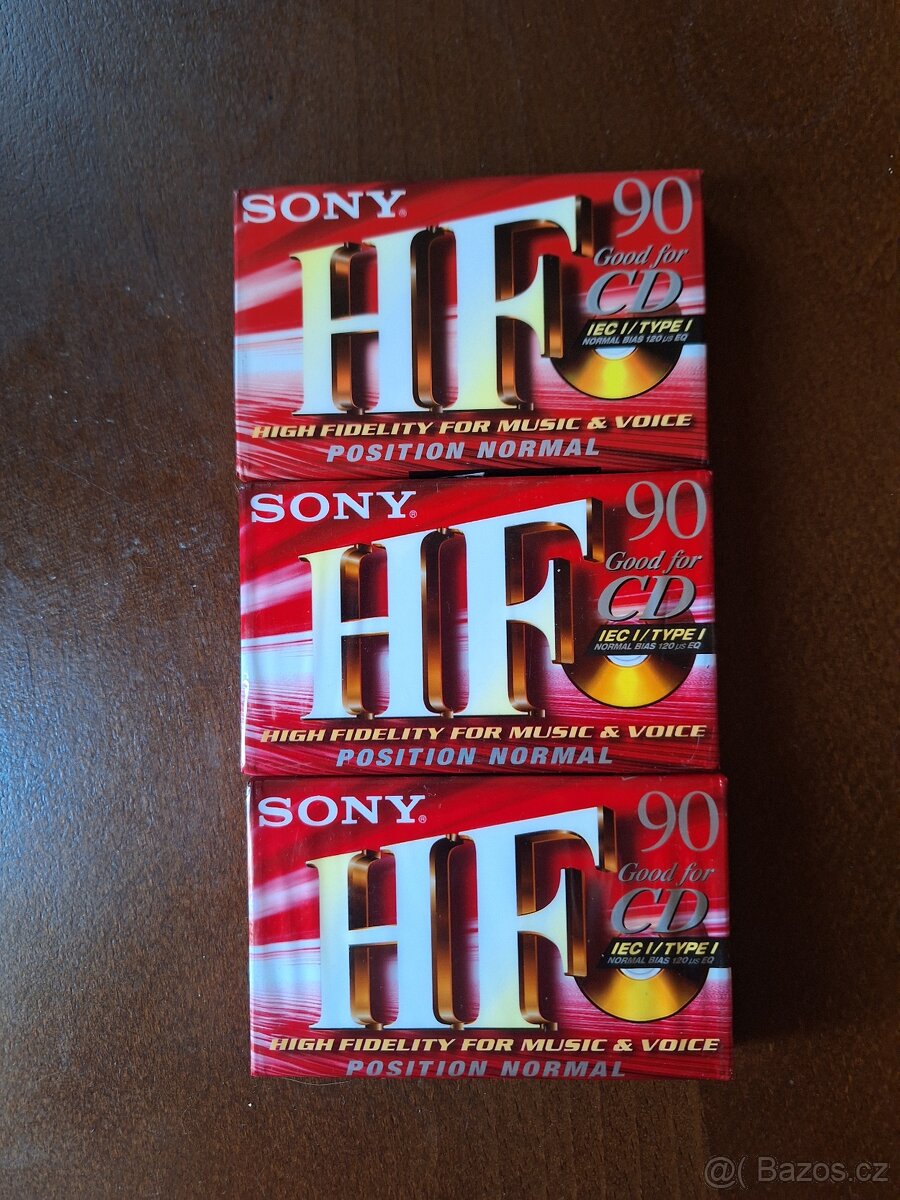 SONY®
90
HF
Good for
CD
IEC I / TYPE I
NORMAL BIAS 120 µs EQ
HIGH FIDELITY FOR MUSIC & VOICE
POSITION NORMAL
SONY®
90
HF
Good for
CD
IEC I / TYPE I
NORMAL BIAS 120 µs EQ
HIGH FIDELITY FOR MUSIC & VOICE
POSITION NORMAL
SONY®
90
HF
Good for
CD
IEC I / TYPE I
NORMAL BIAS 120 µs EQ
HIGH FIDELITY FOR MUSIC & VOICE
POSITION NORMAL
@( Bazos.cz